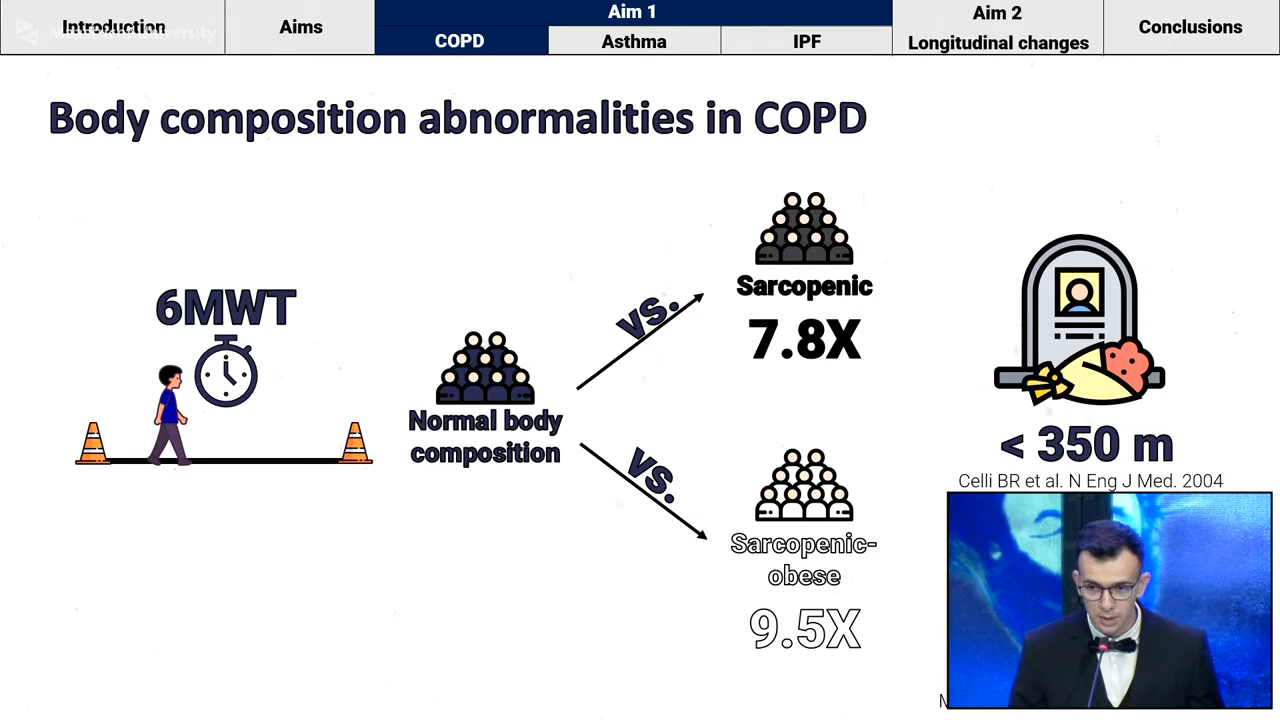 Introduction
Aims
Aim 1
COPD
Asthma
IPF
Aim 2
Longitudinal changes
Conclusions
Body composition abnormalities in COPD
6MWT
Normal body
composition
vs.
Sarcopenic
7.8X
vs.
Sarcopenic-
obese
9.5X
< 350 m
Celli BR et al. N Eng J Med. 2004